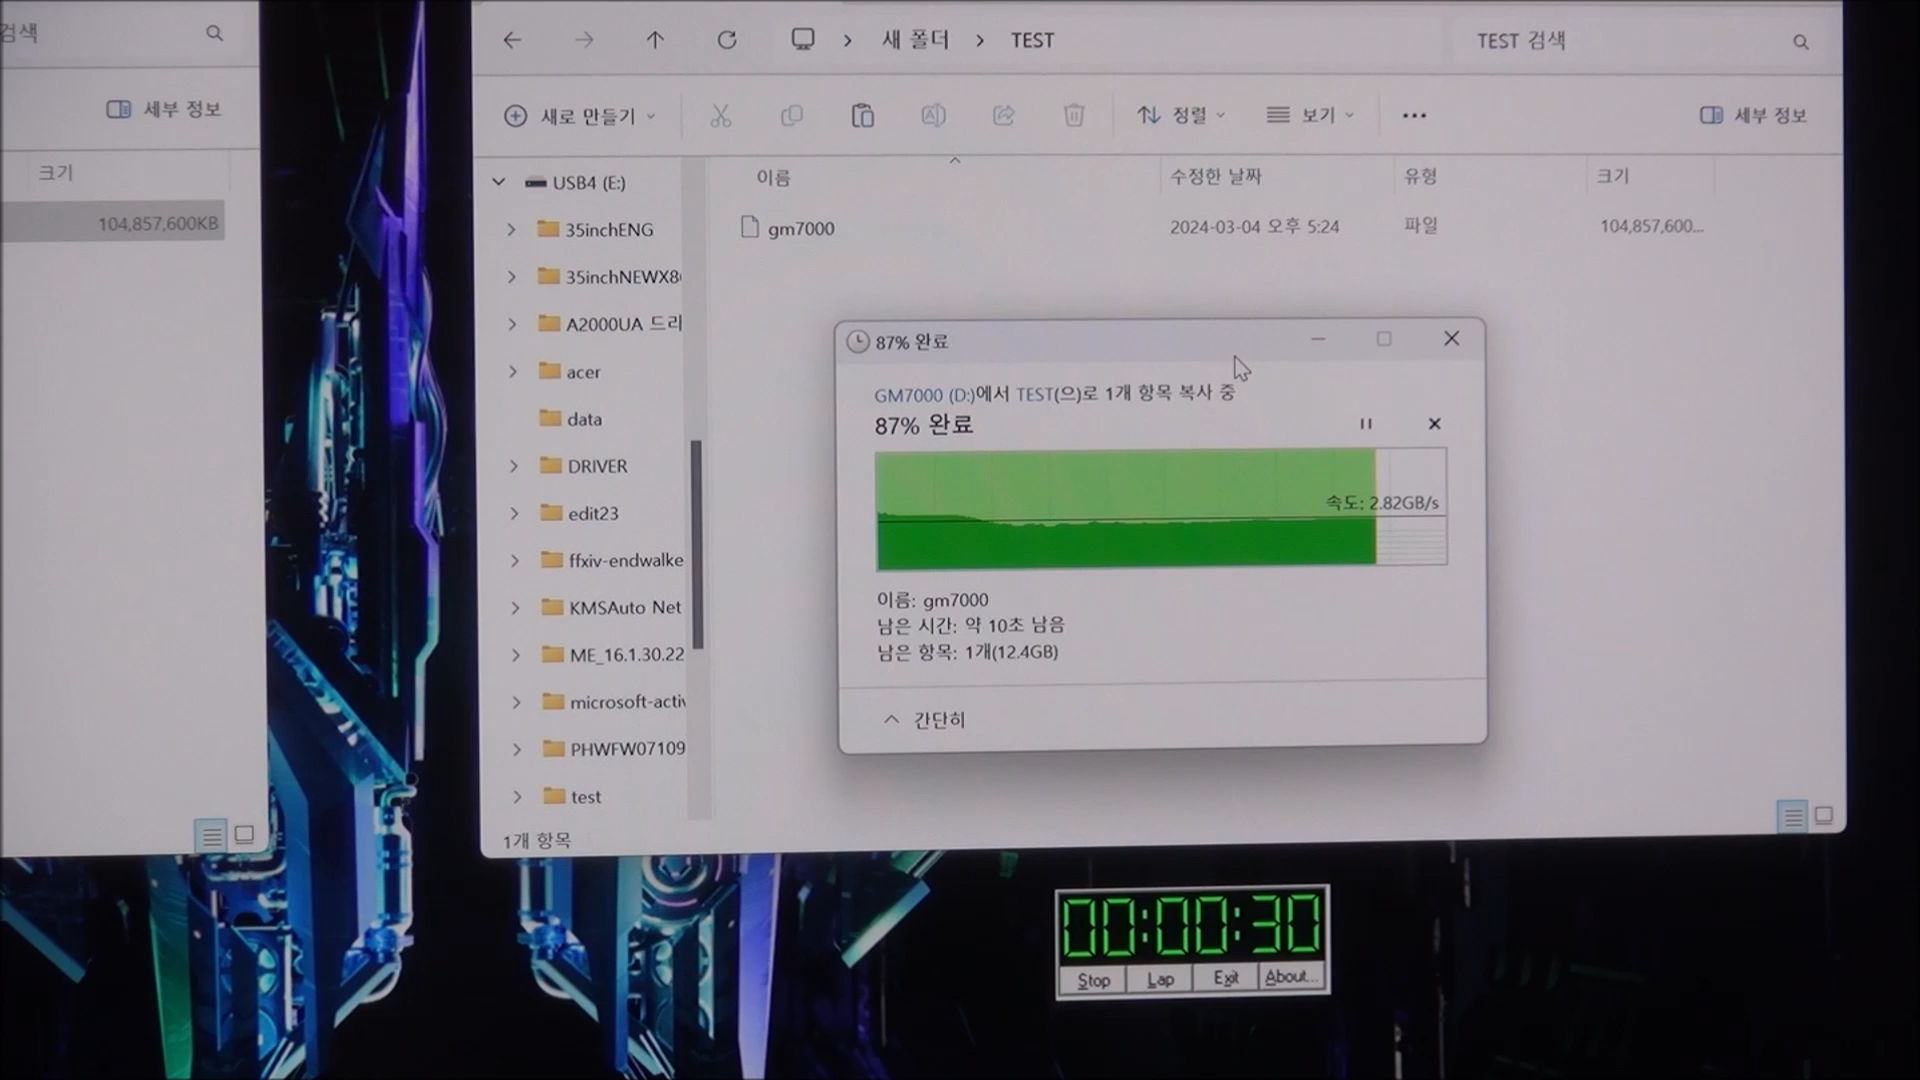 검색
세부 정보
크기
104,857,600KB
새 폴더
TEST
TEST 검색
새로 만들기
정렬
보기
세부 정보
USB4 (E:)
35inchENG
35inchNEWX8
A2000UA 드라
acer
data
DRIVER
edit23
ffxiv-endwalke
KMSAuto Net
ME_16.1.30.22
microsoft-activ
PHWFW07109
test
1개 항목
이름 수정한 날짜 유형 크기
gm7000 2024-03-04 오후 5:24 파일 104,857,600...
87% 완료
GM7000 (D:)에서 TEST(으)로 1개 항목 복사 중
87% 완료
속도: 2.82GB/s
이름: gm7000
남은 시간: 약 10초 남음
남은 항목: 1개(12.4GB)
간단히
00:00:30
Stop Lap Exit About...